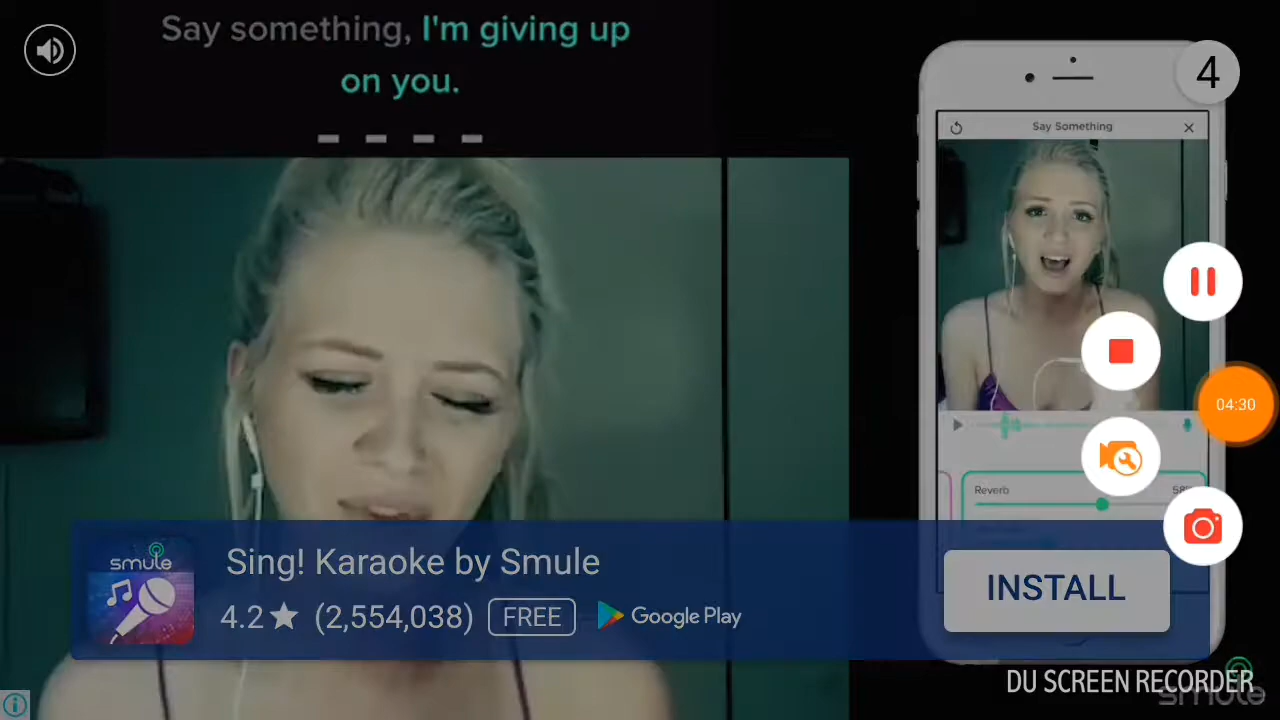 Say something, I'm giving up
on you.
4
Say Something
04:30
Reverb
58%
smule
Sing! Karaoke by Smule
4.2★ (2,554,038) FREE Google Play
INSTALL
DU SCREEN RECORDER
smule